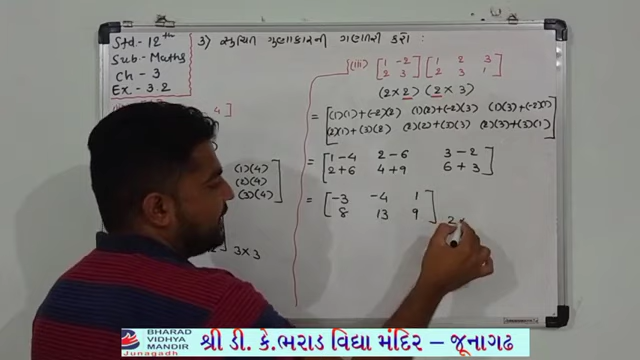 Std:- 12th
Sub:- Maths
Ch - 3
Ex. - 3.2
3) સૂચિત ગુણાકારની ગણતરી કરો :
(iii) [1 -2 [1 2 3
2 3] 2 3 1]
(2×2) (2×3)
= [(1)(1)+(-2)(2) (1)(2)+(-2)(3) (1)(3)+(-2)(1)
(2)(1)+(3)(2) (2)(2)+(3)(3) (2)(3)+(3)(1)]
= [1-4 2-6 3-2
2+6 4+9 6+3]
= [-3 -4 1
8 13 9] 2×
4]
(1)(4)
(2)(4)
(3)(4)]
3×3
BHARAD
VIDHYA
MANDIR
Junagadh
શ્રી ડી. કે.ભરાડ વિદ્યા મંદિર – જૂનાગઢ